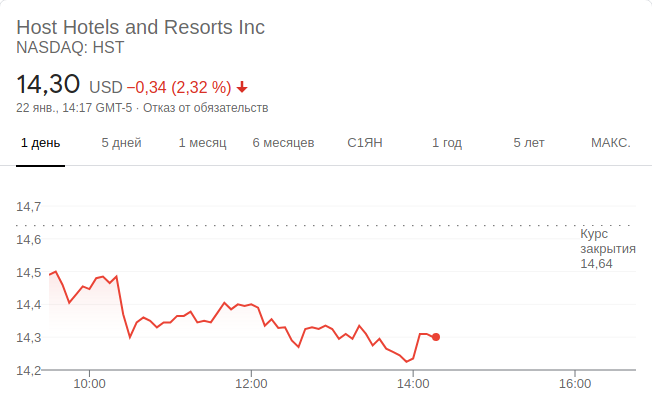 Host Hotels and Resorts Inc
NASDAQ: HST
14,30 USD −0,34 (2,32 %)
22 янв., 14:17 GMT-5 · Отказ от обязательств
1 день 5 дней 1 месяц 6 месяцев С1ЯН 1 год 5 лет МАКС.
14,7
14,6
Курс
закрытия
14,64
14,5
14,4
14,3
14,2
10:00 12:00 14:00 16:00